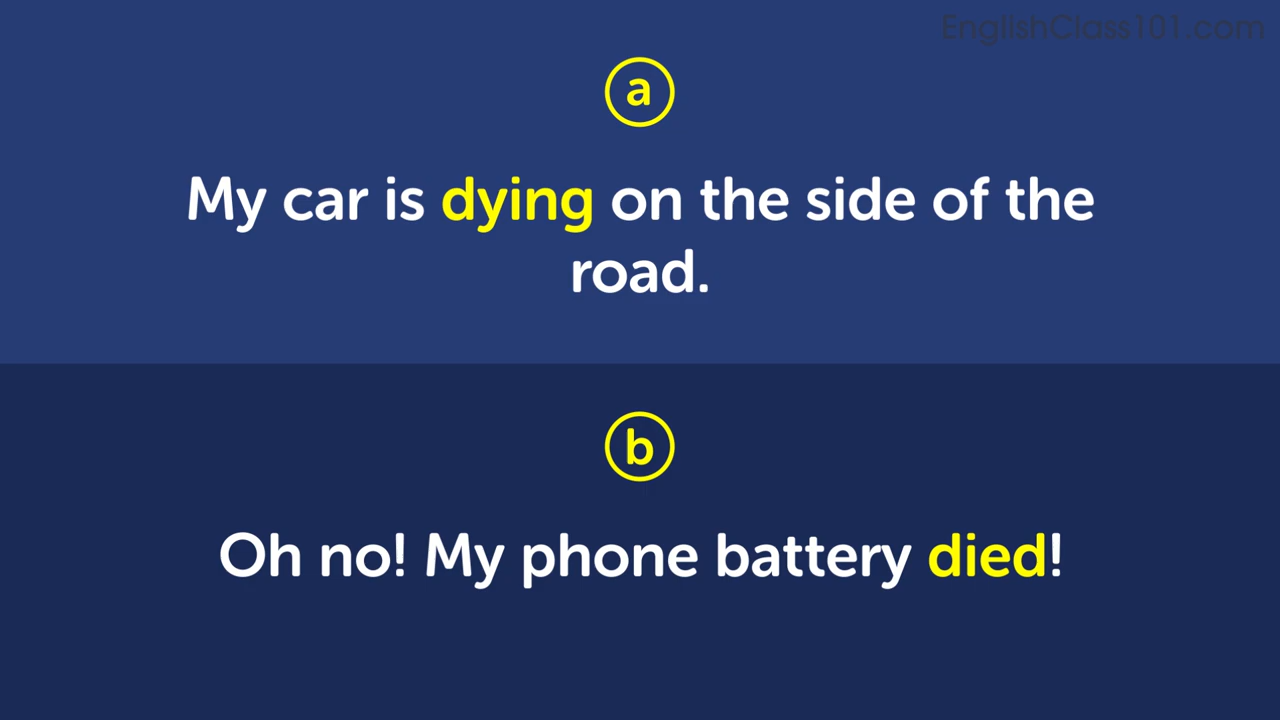 EnglishClass101.com
a
My car is dying on the side of the
road.
b
Oh no! My phone battery died!